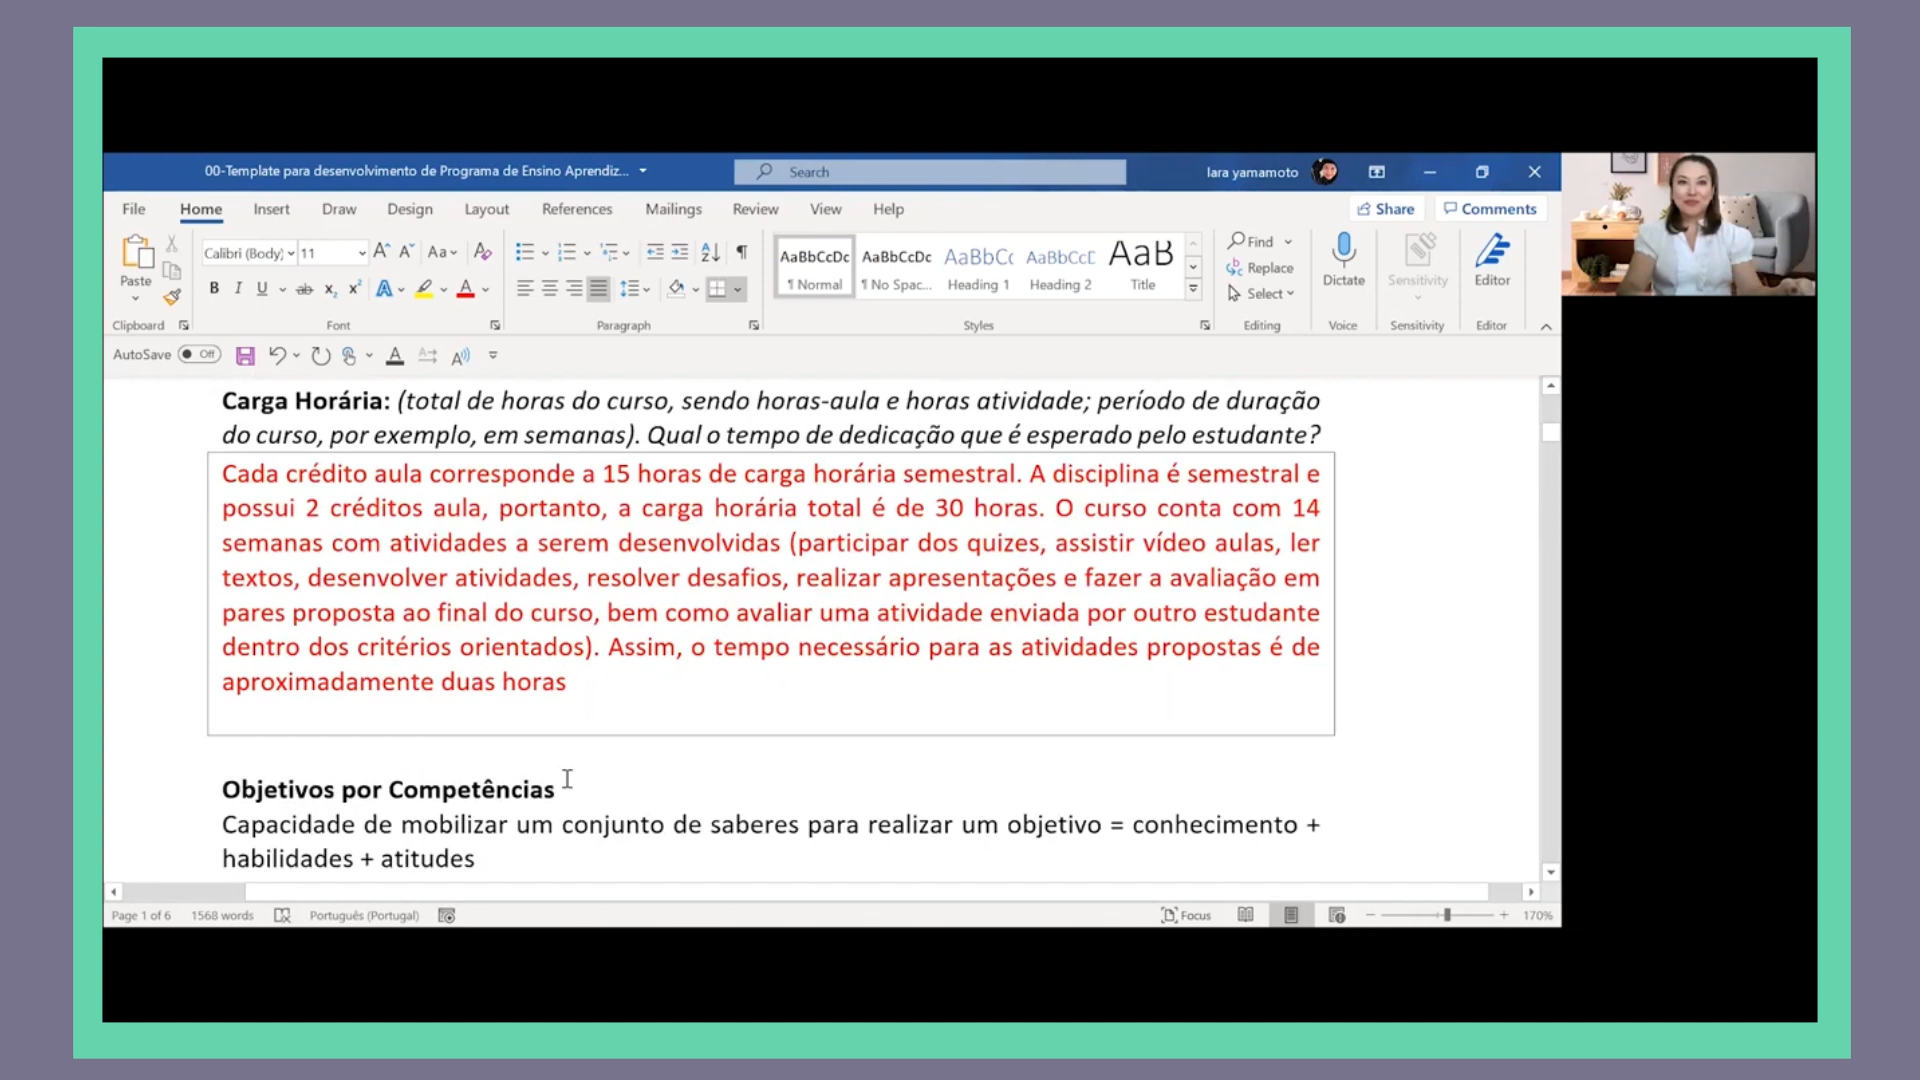 00-Template para desenvolvimento de Programa de Ensino Aprendiz...
Search
lara yamamoto
File Home Insert Draw Design Layout References Mailings Review View Help
Share Comments
Calibri (Body) 11
Aa
Paste
B I U ab x₂ x² A A
AaBbCcDc AaBbCcDc AaBbCc AaBbCcC AaB
¶ Normal ¶ No Spac... Heading 1 Heading 2 Title
Find
Replace
Select
Dictate
Sensitivity
Editor
Clipboard Font Paragraph Styles Editing Voice Sensitivity Editor
AutoSave Off
Carga Horária: (total de horas do curso, sendo horas-aula e horas atividade; período de duração
do curso, por exemplo, em semanas). Qual o tempo de dedicação que é esperado pelo estudante?
Cada crédito aula corresponde a 15 horas de carga horária semestral. A disciplina é semestral e
possui 2 créditos aula, portanto, a carga horária total é de 30 horas. O curso conta com 14
semanas com atividades a serem desenvolvidas (participar dos quizes, assistir vídeo aulas, ler
textos, desenvolver atividades, resolver desafios, realizar apresentações e fazer a avaliação em
pares proposta ao final do curso, bem como avaliar uma atividade enviada por outro estudante
dentro dos critérios orientados). Assim, o tempo necessário para as atividades propostas é de
aproximadamente duas horas
Objetivos por Competências
Capacidade de mobilizar um conjunto de saberes para realizar um objetivo = conhecimento +
habilidades + atitudes
Page 1 of 6 1568 words Português (Portugal) Focus 170%